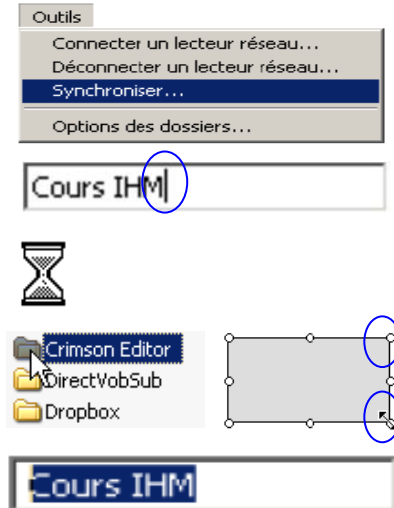 Outils
Connecter un lecteur réseau...
Déconnecter un lecteur réseau...
Synchroniser...
Options des dossiers...
Cours IHM
Crimson Editor
DirectVobSub
Dropbox
Cours IHM